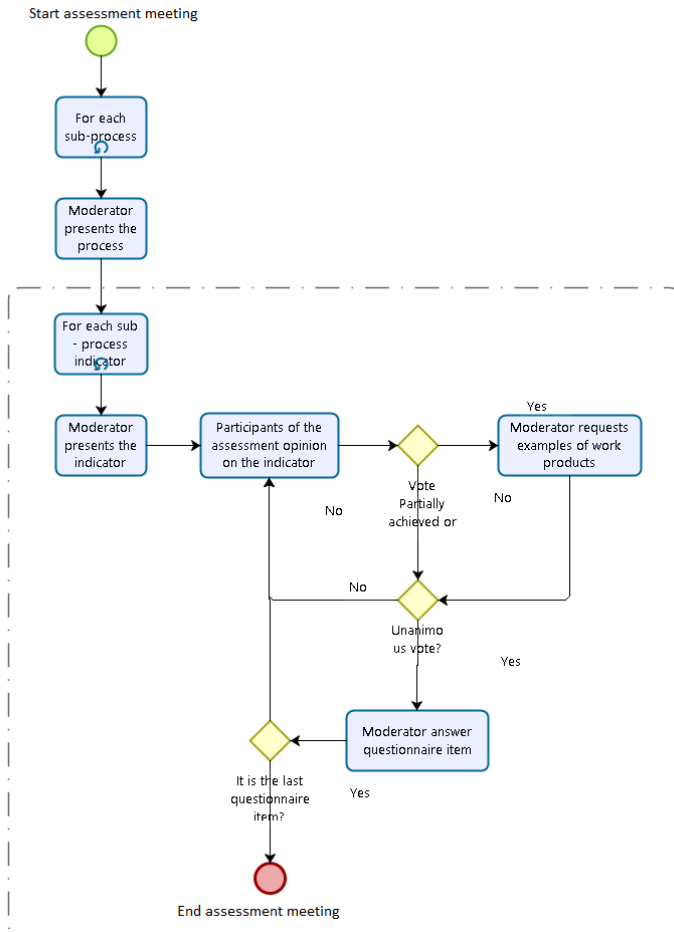 Start assessment meeting
For each
sub-process
Moderator
presents the
process
For each sub
- process
indicator
Moderator
presents the
indicator
Participants of the
assessment opinion
on the indicator
Yes
Moderator requests
examples of work
products
Vote
Partially
achieved or
No
No
No
Unanimo
us vote?
Yes
Moderator answer
questionnaire item
It is the last
questionnaire
item?
Yes
End assessment meeting